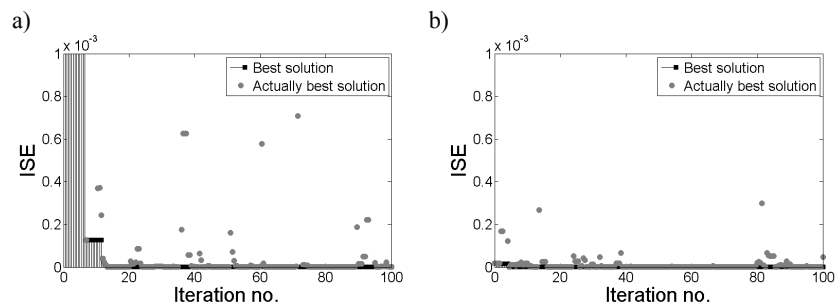 a)
1 x 10-3
Best solution
Actually best solution
0.8
0.6
0.4
0.2
0
ISE
0 20 40 60 80 100
Iteration no.
b)
1 x 10-3
Best solution
Actually best solution
0.8
0.6
0.4
0.2
0
ISE
0 20 40 60 80 100
Iteration no.